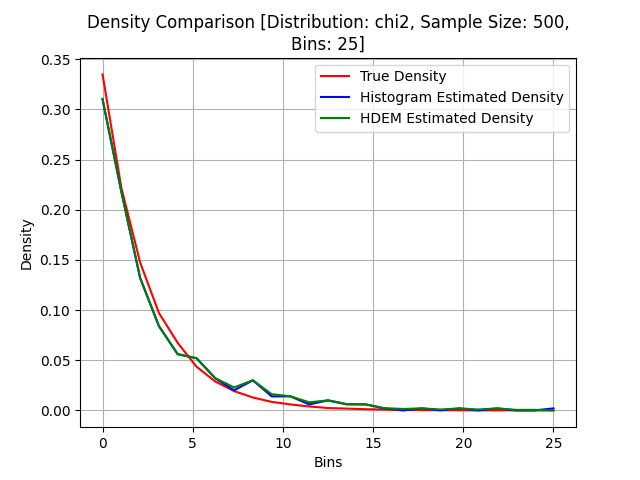 Density Comparison [Distribution: chi2, Sample Size: 500,
Bins: 25]
True Density
Histogram Estimated Density
HDEM Estimated Density
Density
0.35
0.30
0.25
0.20
0.15
0.10
0.05
0.00
0 5 10 15 20 25
Bins